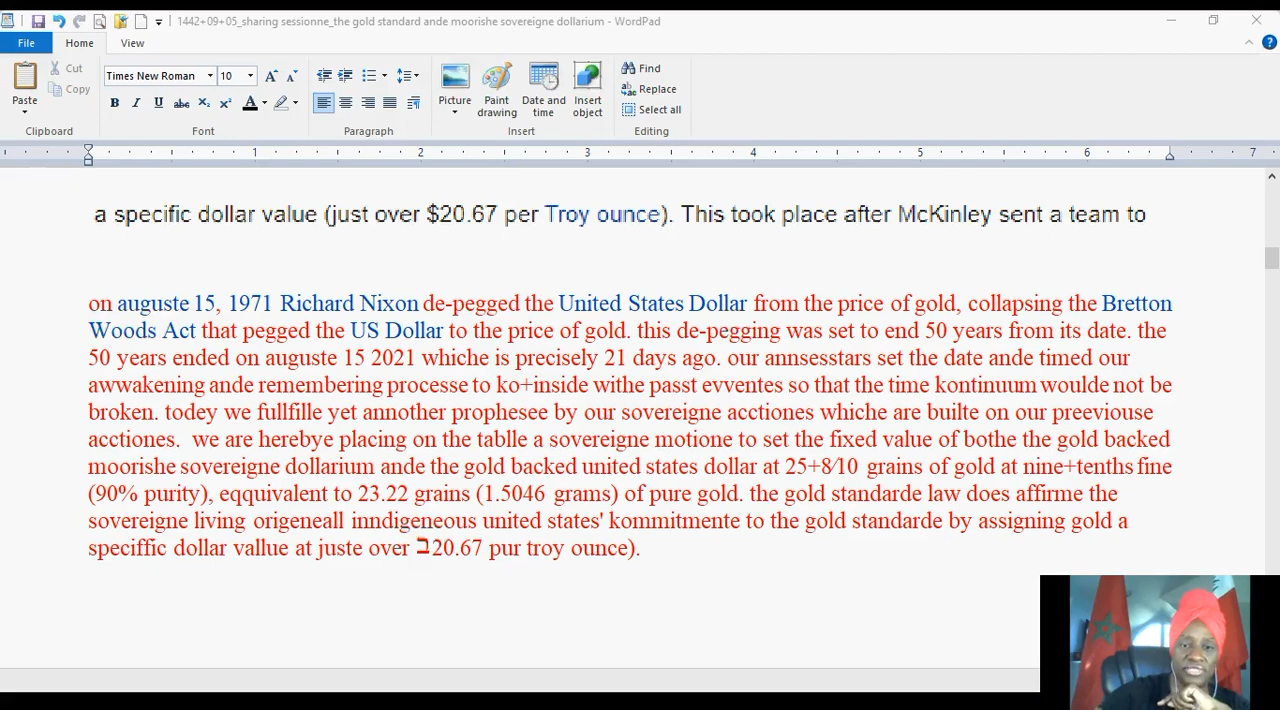 1442+09+05_sharing sessionne_the gold standard ande moorishe sovereigne dollarium - WordPad
File Home View
Paste
Cut
Copy
Clipboard
Times New Roman 10
Font
Paragraph
Picture
Paint drawing
Date and time
Insert object
Insert
Find
Replace
Select all
Editing
1 2 3 4 5 6 7
a specific dollar value (just over $20.67 per Troy ounce). This took place after McKinley sent a team to
on auguste 15, 1971 Richard Nixon de-pegged the United States Dollar from the price of gold, collapsing the Bretton
Woods Act that pegged the US Dollar to the price of gold. this de-pegging was set to end 50 years from its date. the
50 years ended on auguste 15 2021 whiche is precisely 21 days ago. our annsesstars set the date ande timed our
awwakening ande remembering processe to ko+inside withe passt evventes so that the time kontinuum woulde not be
broken. todey we fullfille yet annother prophesee by our sovereigne acctiones whiche are builte on our preeviouse
acctiones. we are herebye placing on the tablle a sovereigne motione to set the fixed value of bothe the gold backed
moorishe sovereigne dollarium ande the gold backed united states dollar at 25+8⁄10 grains of gold at nine+tenths fine
(90% purity), eqquivalent to 23.22 grains (1.5046 grams) of pure gold. the gold standarde law does affirme the
sovereigne living origeneall inndigeneous united states' kommitmente to the gold standarde by assigning gold a
speciffic dollar vallue at juste over ב20.67 pur troy ounce).